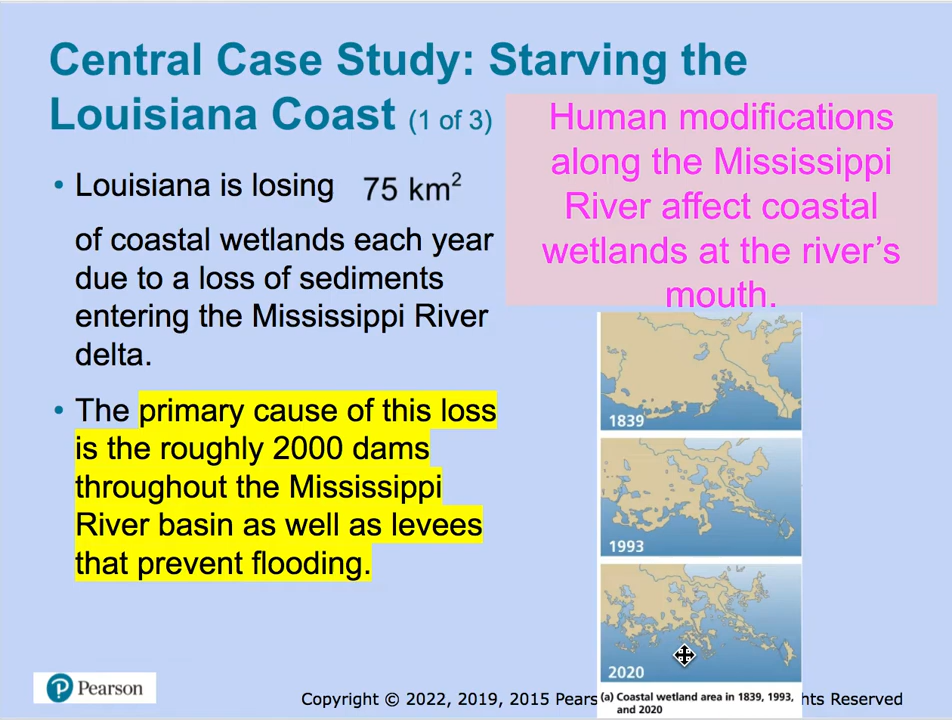 Central Case Study: Starving the
Louisiana Coast (1 of 3)
Human modifications
along the Mississippi
River affect coastal
wetlands at the river's
mouth.
• Louisiana is losing 75 km²
of coastal wetlands each year
due to a loss of sediments
entering the Mississippi River
delta.
• The primary cause of this loss
is the roughly 2000 dams
throughout the Mississippi
River basin as well as levees
that prevent flooding.
1839
1993
2020
(a) Coastal wetland area in 1839, 1993,
and 2020
Pearson
Copyright © 2022, 2019, 2015 Pears
hts Reserved